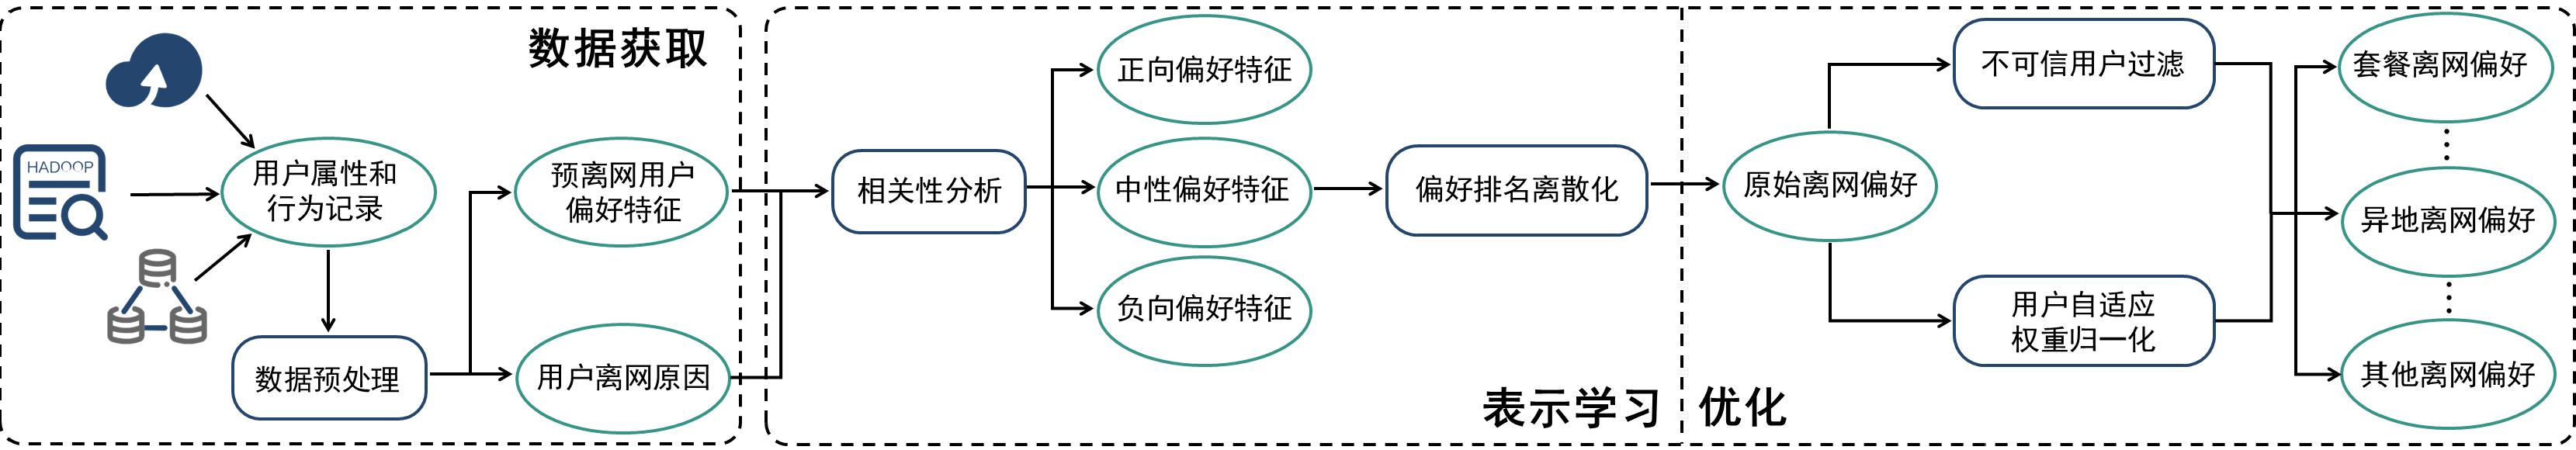 数据获取
HADOOP
用户属性和
行为记录
数据预处理
预离网用户
偏好特征
用户离网原因
相关性分析
正向偏好特征
中性偏好特征
负向偏好特征
偏好排名离散化
表示学习
优化
原始离网偏好
不可信用户过滤
用户自适应
权重归一化
套餐离网偏好
异地离网偏好
其他离网偏好